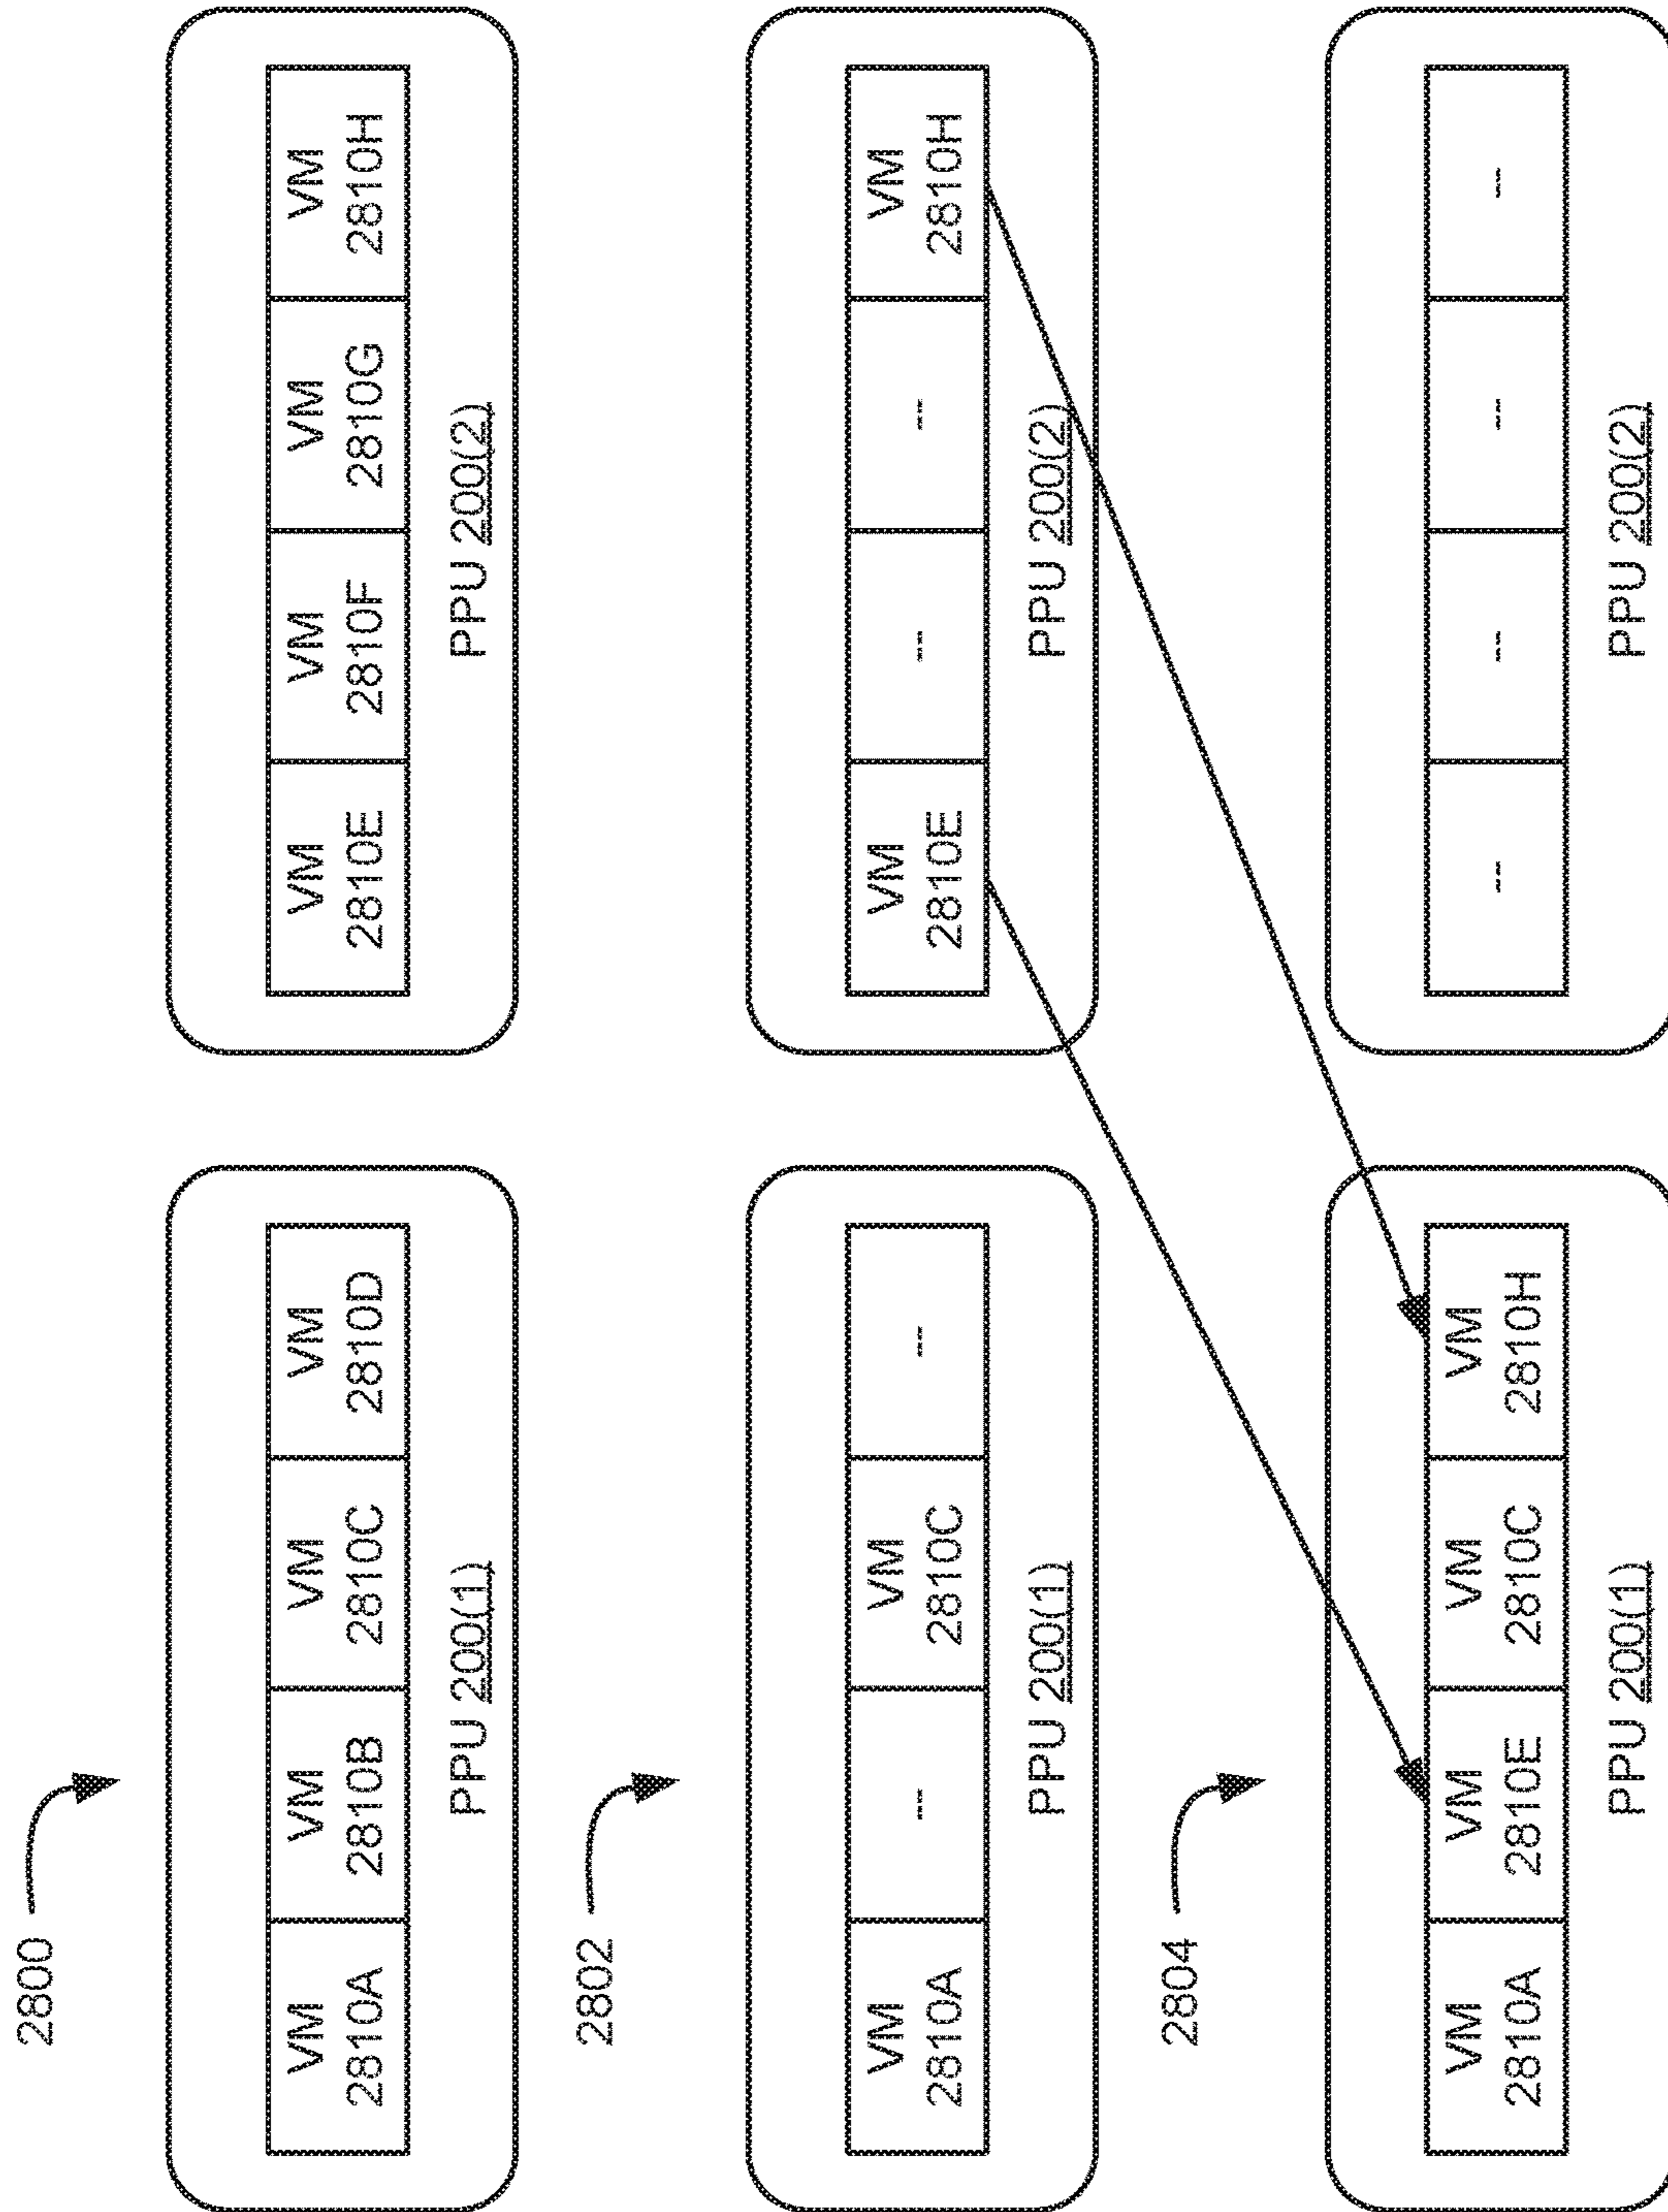 2800
VM
2810A
VM
2810B
VM
2810C
VM
2810D
PPU 200(1)
VM
2810E
VM
2810F
VM
2810G
VM
2810H
PPU 200(2)
2802
VM
2810A
--
VM
2810C
--
PPU 200(1)
VM
2810E
--
--
VM
2810H
PPU 200(2)
2804
VM
2810A
VM
2810E
VM
2810C
VM
2810H
PPU 200(1)
--
--
--
--
PPU 200(2)